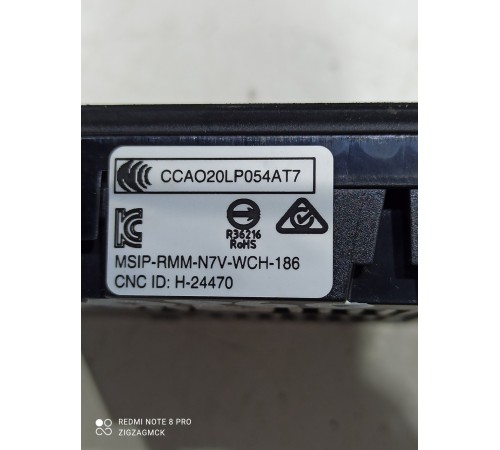 CCAO20LP054AT7
R36216
RoHS
MSIP-RMM-N7V-WCH-186
CNC ID: H-24470
REDMI NOTE 8 PRO
ZIGZAGMCK